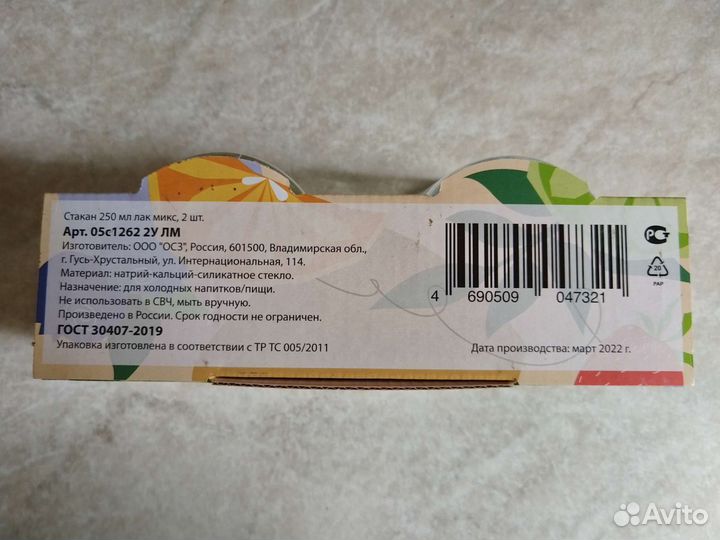 Стакан 250 мл лак микс, 2 шт.
Арт. 05с1262 2У ЛМ
Изготовитель: ООО "ОСЗ", Россия, 601500, Владимирская обл.,
г. Гусь-Хрустальный, ул. Интернациональная, 114.
Материал: натрий-кальций-силикатное стекло.
Назначение: для холодных напитков/пищи.
Не использовать в СВЧ, мыть вручную.
Произведено в России. Срок годности не ограничен.
ГОСТ 30407-2019
Упаковка изготовлена в соответствии с ТР ТС 005/2011
4 690509 047321
Дата производства: март 2022 г.
РС
20
PAP
Avito